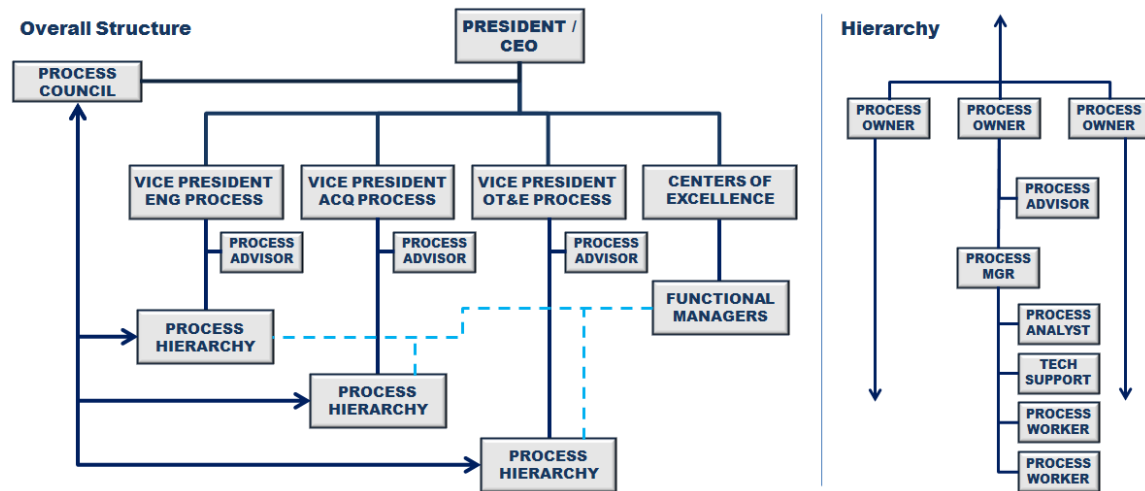 Overall Structure
PRESIDENT /
CEO
PROCESS
COUNCIL
VICE PRESIDENT
ENG PROCESS
VICE PRESIDENT
ACQ PROCESS
VICE PRESIDENT
OT&E PROCESS
CENTERS OF
EXCELLENCE
PROCESS
ADVISOR
PROCESS
ADVISOR
PROCESS
ADVISOR
FUNCTIONAL
MANAGERS
PROCESS
HIERARCHY
PROCESS
HIERARCHY
PROCESS
HIERARCHY
Hierarchy
PROCESS
OWNER
PROCESS
OWNER
PROCESS
OWNER
PROCESS
ADVISOR
PROCESS
MGR
PROCESS
ANALYST
TECH
SUPPORT
PROCESS
WORKER
PROCESS
WORKER